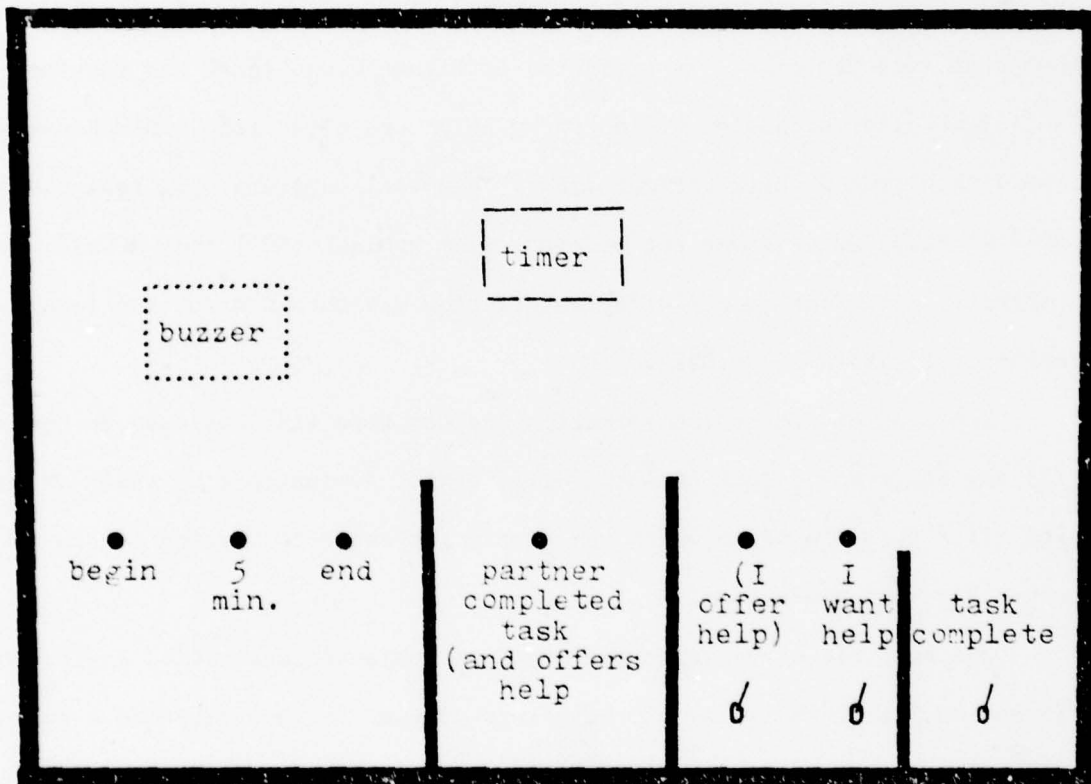 timer
buzzer
begin
5
min.
end
partner
completed
task
(and offers
help
(I
offer
help)
I
want
help
task
complete